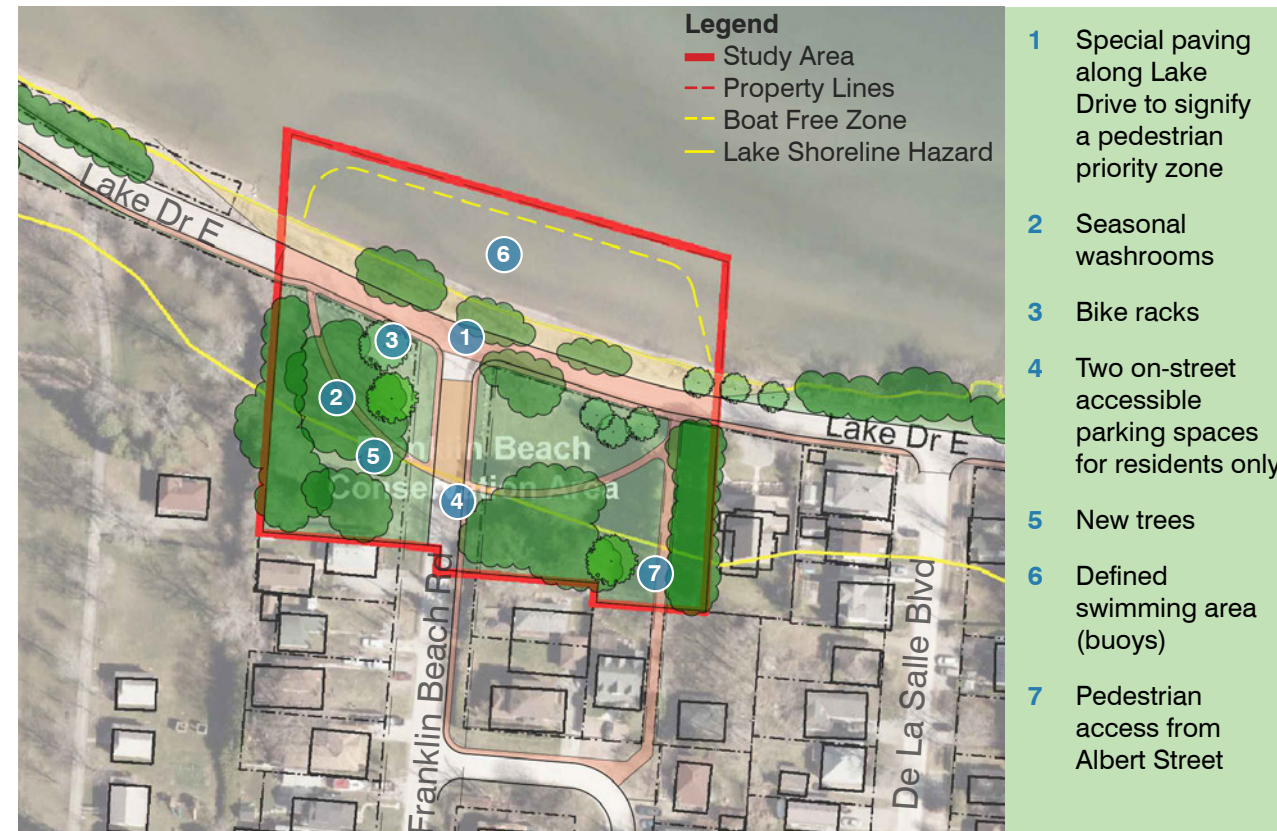 Legend
Study Area
Property Lines
Boat Free Zone
Lake Shoreline Hazard
Lake Dr E
6
3
1
2
5
4
7
Beach
Conservation Area
Lake Dr E
Franklin Beach Rd
De La Salle Blvd
1 Special paving
along Lake
Drive to signify
a pedestrian
priority zone
2 Seasonal
washrooms
3 Bike racks
4 Two on-street
accessible
parking spaces
for residents only
5 New trees
6 Defined
swimming area
(buoys)
7 Pedestrian
access from
Albert Street